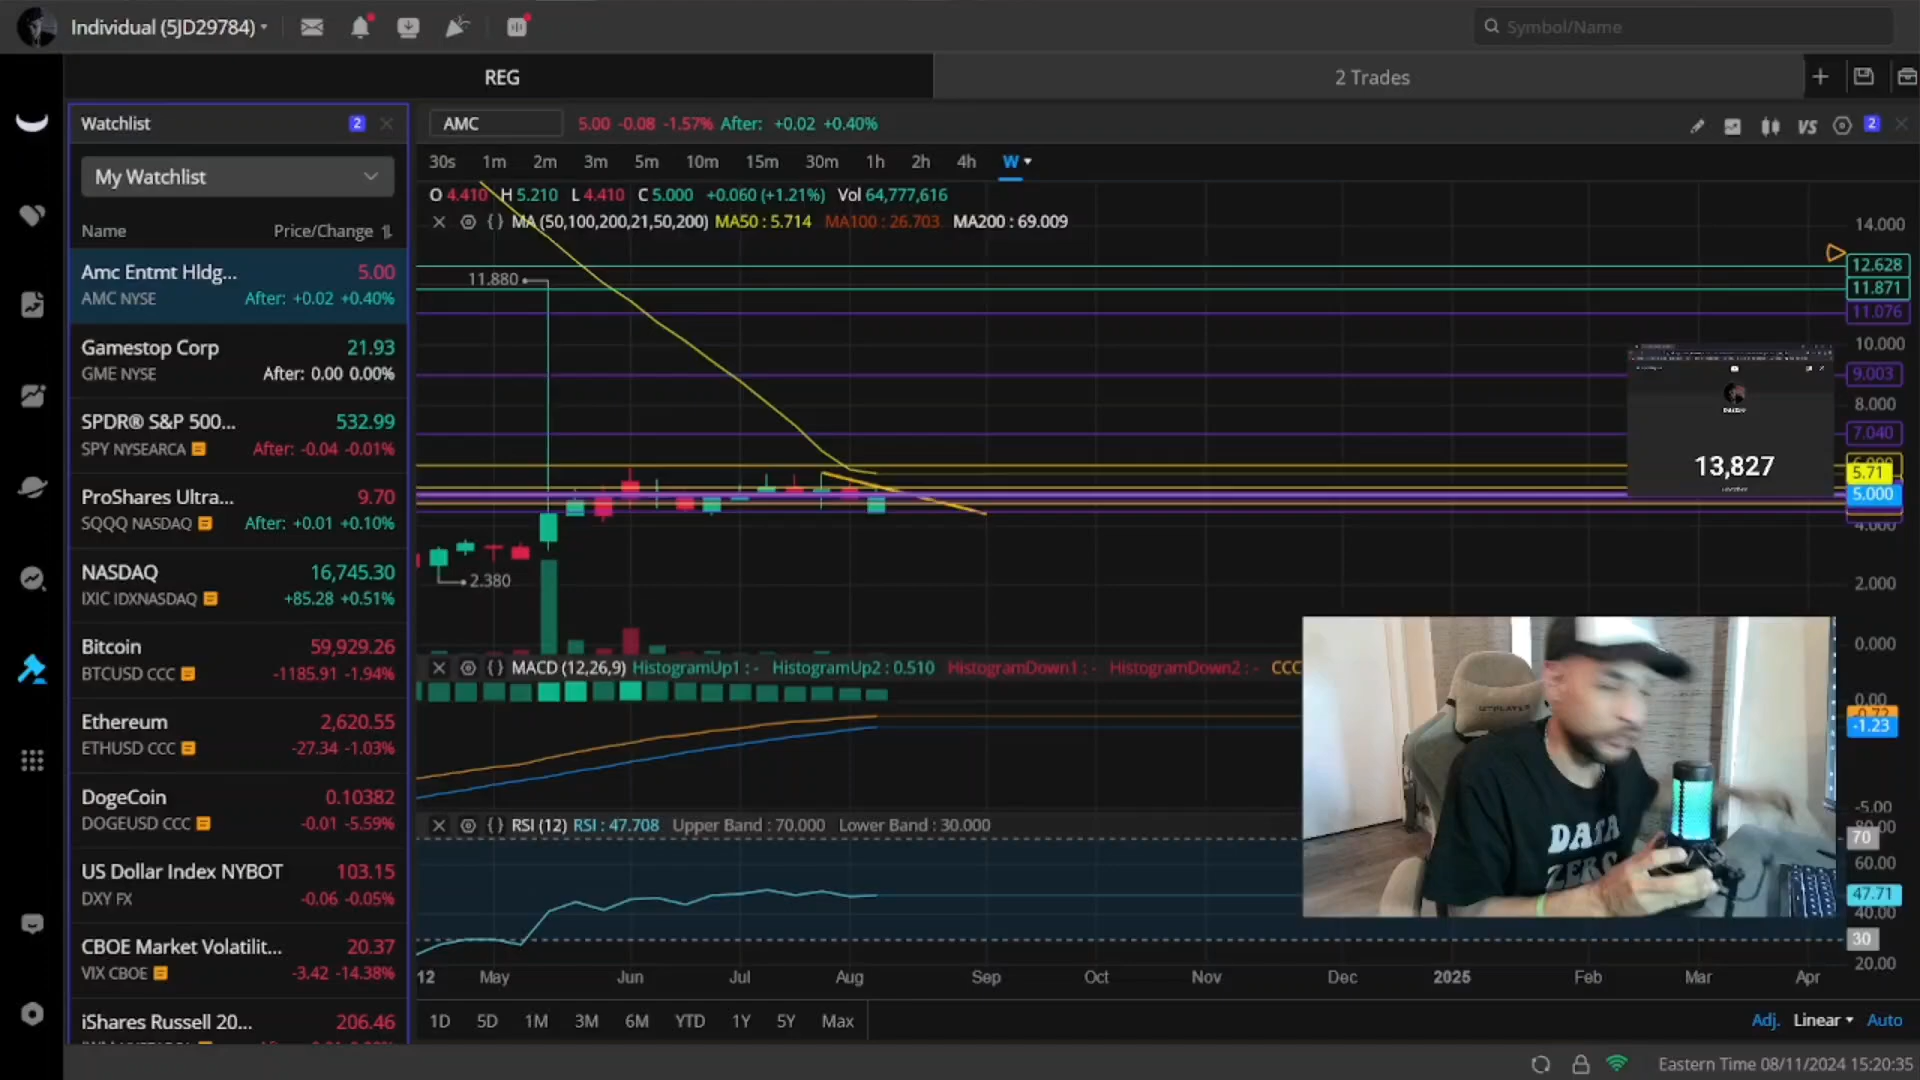 Individual (5JD29784)
Symbol/Name
REG
2 Trades
Watchlist
2
My Watchlist
Name Price/Change
Amc Entmt Hldg... 5.00
AMC NYSE After: +0.02 +0.40%
Gamestop Corp 21.93
GME NYSE After: 0.00 0.00%
SPDR® S&P 500... 532.99
SPY NYSEARCA After: -0.04 -0.01%
ProShares Ultra... 9.70
SQQQ NASDAQ After: +0.01 +0.10%
NASDAQ 16,745.30
IXIC IDXNASDAQ +85.28 +0.51%
Bitcoin 59,929.26
BTCUSD CCC -1185.91 -1.94%
Ethereum 2,620.55
ETHUSD CCC -27.34 -1.03%
DogeCoin 0.10382
DOGEUSD CCC -0.01 -5.59%
US Dollar Index NYBOT 103.15
DXY FX -0.06 -0.05%
CBOE Market Volatilit... 20.37
VIX CBOE -3.42 -14.38%
iShares Russell 20... 206.46
AMC 5.00 -0.08 -1.57% After: +0.02 +0.40%
VS 2
30s 1m 2m 3m 5m 10m 15m 30m 1h 2h 4h W
O 4.410 H 5.210 L 4.410 C 5.000 +0.060 (+1.21%) Vol 64,777,616
MA (50,100,200,21,50,200) MA50 : 5.714 MA100 : 26.703 MA200 : 69.009
11.880
2.380
14.000
12.628
11.871
11.076
10.000
9.003
8.000
7.040
5.71
5.000
4.000
2.000
0.000
13,827
MACD (12,26,9) HistogramUp1 : - HistogramUp2 : 0.510 HistogramDown1 : - HistogramDown2 : - CCC
0.00
-0.72
-1.23
-5.00
RSI (12) RSI : 47.708 Upper Band : 70.000 Lower Band : 30.000
80.00
70
60.00
47.71
40.00
30
20.00
DATA
ZERO
12 May Jun Jul Aug Sep Oct Nov Dec 2025 Feb Mar Apr
1D 5D 1M 3M 6M YTD 1Y 5Y Max
Adj. Linear Auto
Eastern Time 08/11/2024 15:20:35